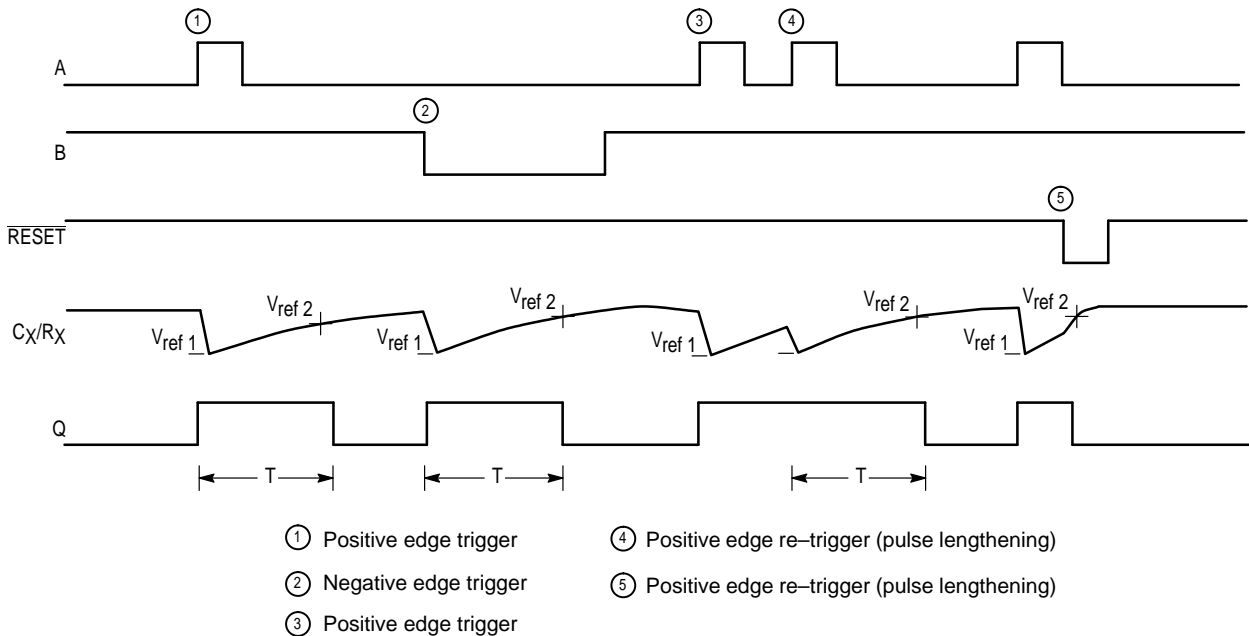 ① ③ ④
A
②
B
⑤
RESET
Vref 2 Vref 2 Vref 2 Vref 2
CX/RX
Vref 1 Vref 1 Vref 1 Vref 1
Q
T T T
① Positive edge trigger
② Negative edge trigger
③ Positive edge trigger
④ Positive edge re–trigger (pulse lengthening)
⑤ Positive edge re–trigger (pulse lengthening)